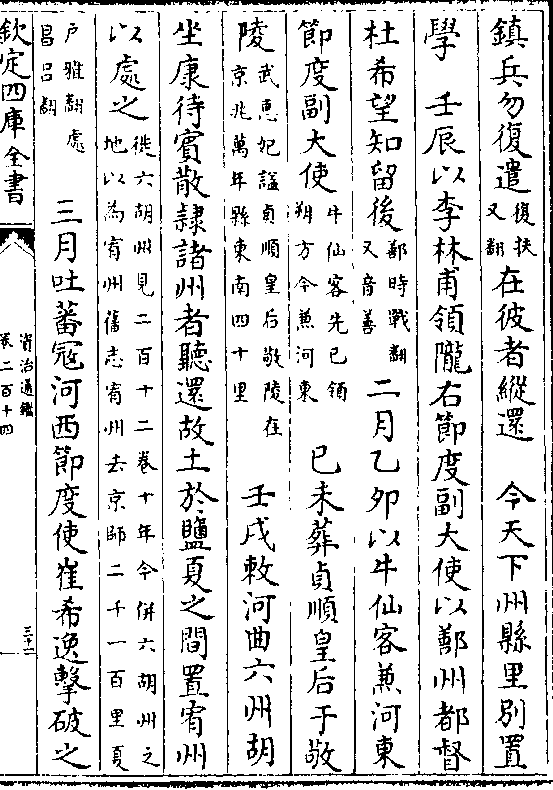 鎮兵勿復遣復扶又翻在彼者縱還　今天下州縣里別置
學　壬辰以李林甫領隴右節度副大使以鄯州都督
杜希望知留後鄯時戰翻又音善　二月乙卯以牛仙客兼河東
節度副大使牛仙客先已領朔方今兼河東　己未葬貞順皇后于敬
陵武惠妃諡貞順皇后敬陵在京兆萬年縣東南四十里　壬戌敕河曲六州胡
坐康待賓散隷諸州者聽還故土於鹽夏之間置宥州
以處之徙六胡州見二百十二卷十年今併六胡州之地以為宥州舊志宥州去京師二千一百里夏
戶雅翻處昌呂翻　三月吐蕃寇河西節度使崔希逸擊破之
欽定四庫全書
資治通鑑
卷二百十四
三十一